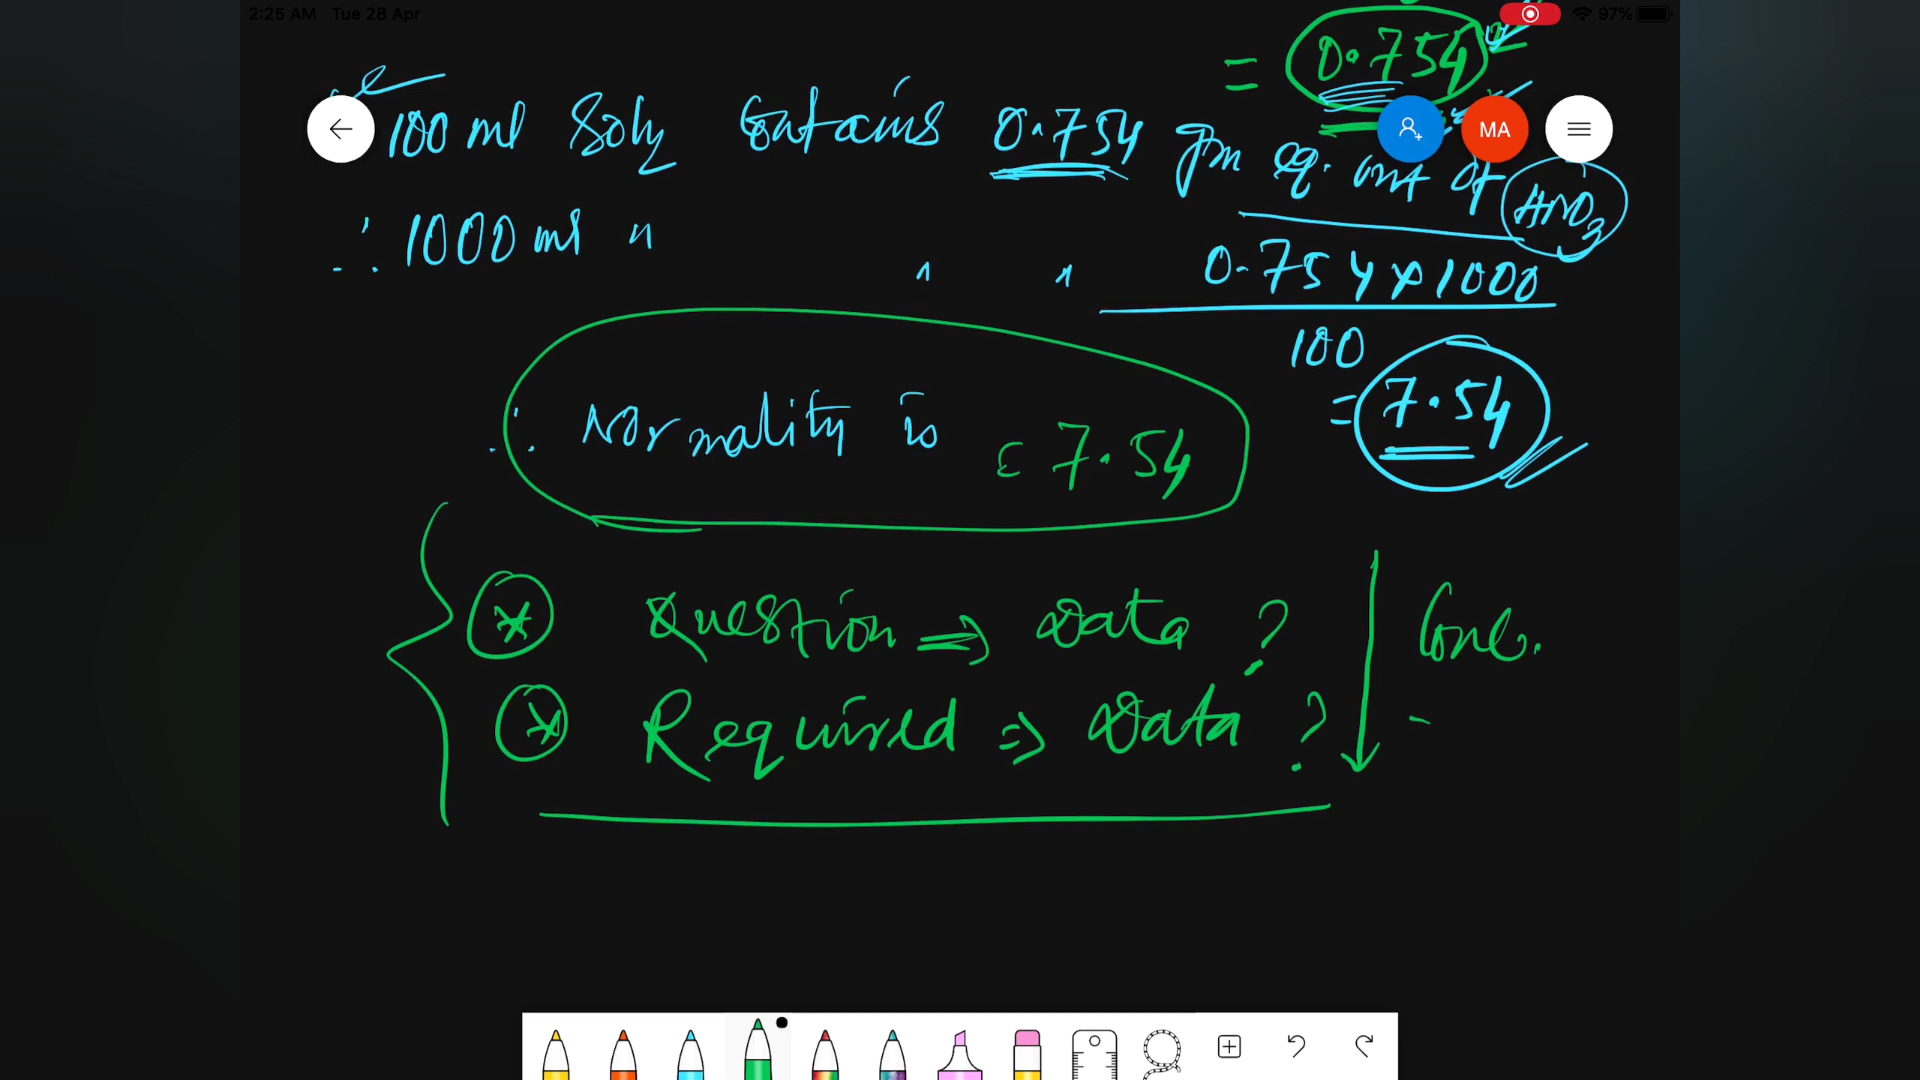 2:25 AM Tue 28 Apr 97%
= 0.754
100 ml Soln Contains 0.754 gm eq. wt of HNO3
MA
∴ 1000 ml " " " 0.754 x 1000
100
= 7.54
∴ Normality is = 7.54
* Question => Data ? Conc.
* Required => Data ? -